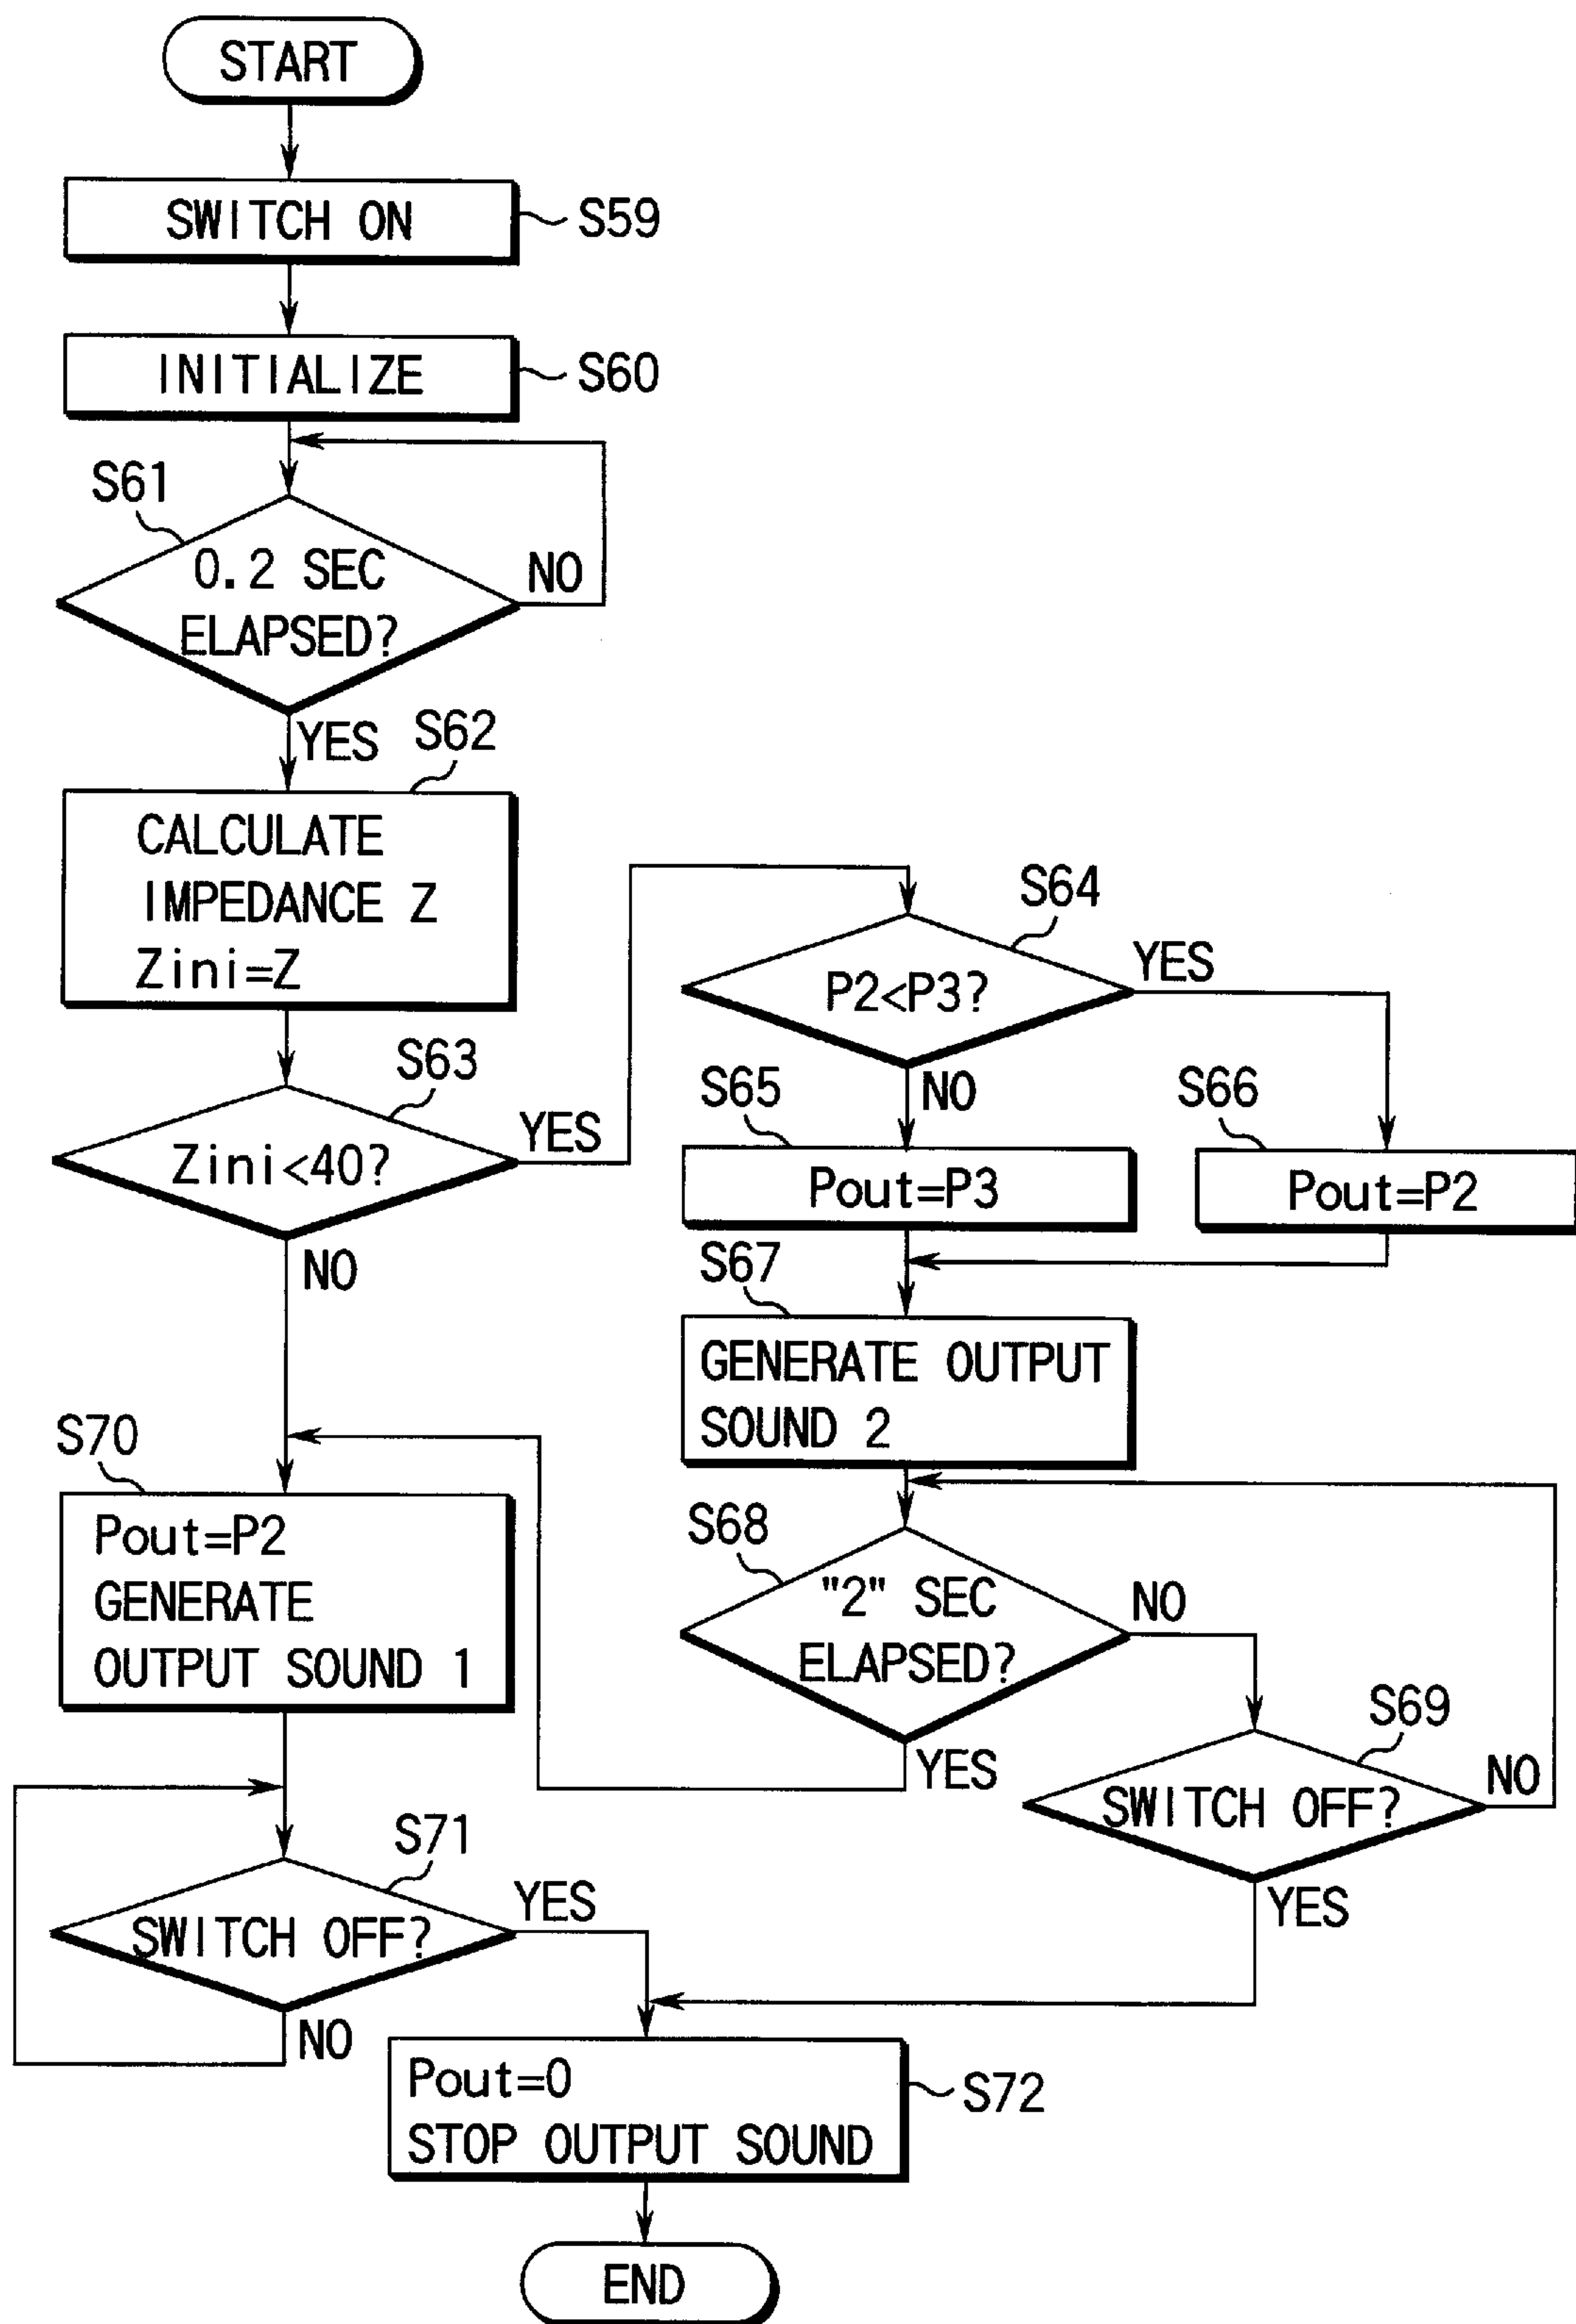 START
SWITCH ON
S59
INITIALIZE
S60
S61
0.2 SEC
ELAPSED?
NO
YES
S62
CALCULATE
IMPEDANCE Z
Zini=Z
S63
Zini<40?
YES
NO
S64
P2<P3?
YES
NO
S65
Pout=P3
S66
Pout=P2
S67
GENERATE OUTPUT
SOUND 2
S68
"2" SEC
ELAPSED?
NO
YES
S69
SWITCH OFF?
NO
YES
S70
Pout=P2
GENERATE
OUTPUT SOUND 1
S71
SWITCH OFF?
YES
NO
Pout=0
STOP OUTPUT SOUND
S72
END